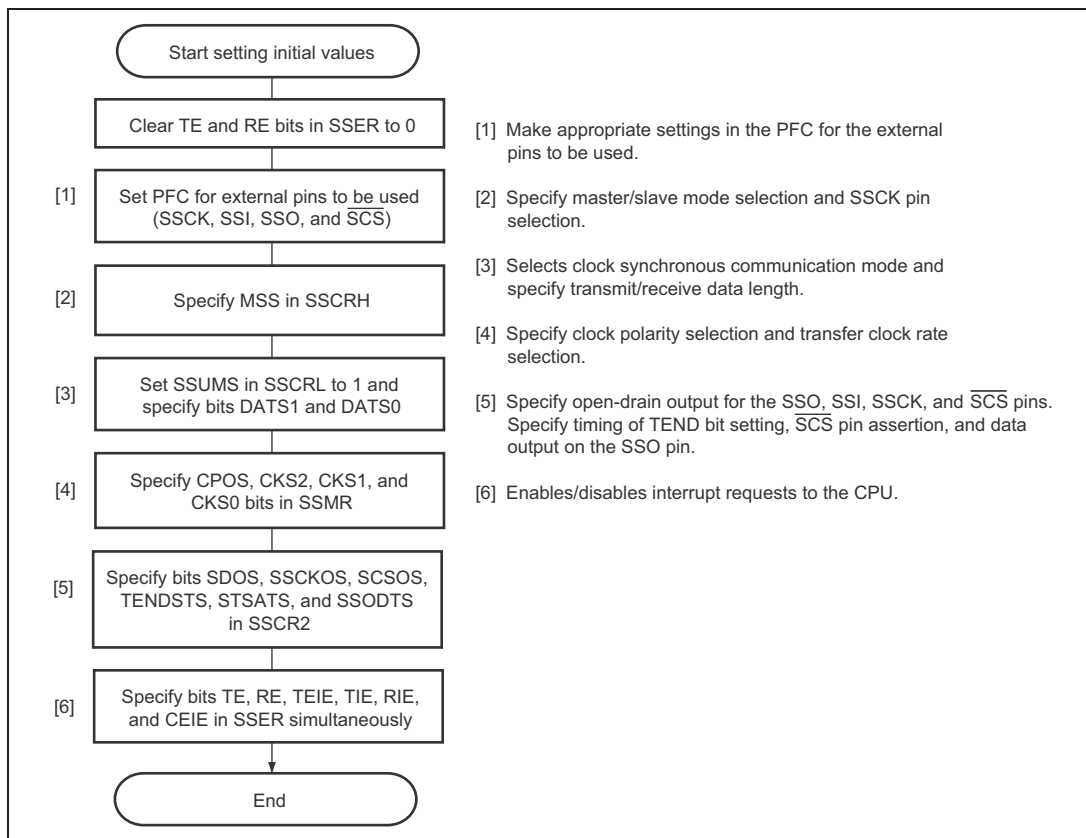 Start setting initial values
Clear TE and RE bits in SSER to 0
[1]
Set PFC for external pins to be used
(SSCK, SSI, SSO, and S̅C̅S̅)
[2]
Specify MSS in SSCRH
[3]
Set SSUMS in SSCRL to 1 and
specify bits DATS1 and DATS0
[4]
Specify CPOS, CKS2, CKS1, and
CKS0 bits in SSMR
[5]
Specify bits SDOS, SSCKOS, SCSOS,
TENDSTS, STSATS, and SSODTS
in SSCR2
[6]
Specify bits TE, RE, TEIE, TIE, RIE,
and CEIE in SSER simultaneously
End
[1] Make appropriate settings in the PFC for the external
pins to be used.
[2] Specify master/slave mode selection and SSCK pin
selection.
[3] Selects clock synchronous communication mode and
specify transmit/receive data length.
[4] Specify clock polarity selection and transfer clock rate
selection.
[5] Specify open-drain output for the SSO, SSI, SSCK, and S̅C̅S̅ pins.
Specify timing of TEND bit setting, S̅C̅S̅ pin assertion, and data
output on the SSO pin.
[6] Enables/disables interrupt requests to the CPU.